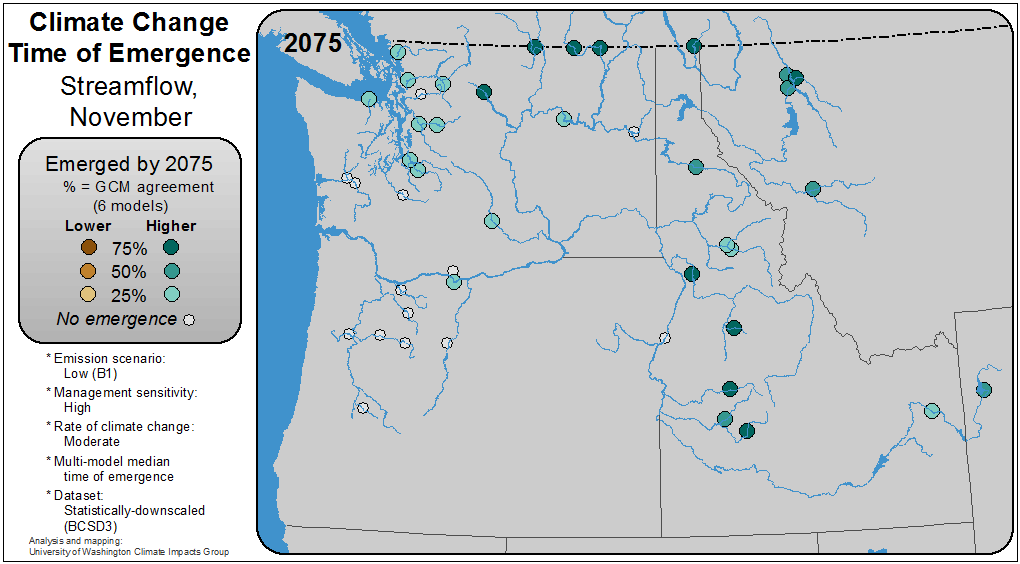 Climate Change
Time of Emergence
Streamflow,
November
2075
Emerged by 2075
% = GCM agreement
(6 models)
Lower Higher
75%
50%
25%
No emergence
* Emission scenario:
Low (B1)
* Management sensitivity:
High
* Rate of climate change:
Moderate
* Multi-model median
time of emergence
* Dataset:
Statistically-downscaled
(BCSD3)
Analysis and mapping:
University of Washington Climate Impacts Group